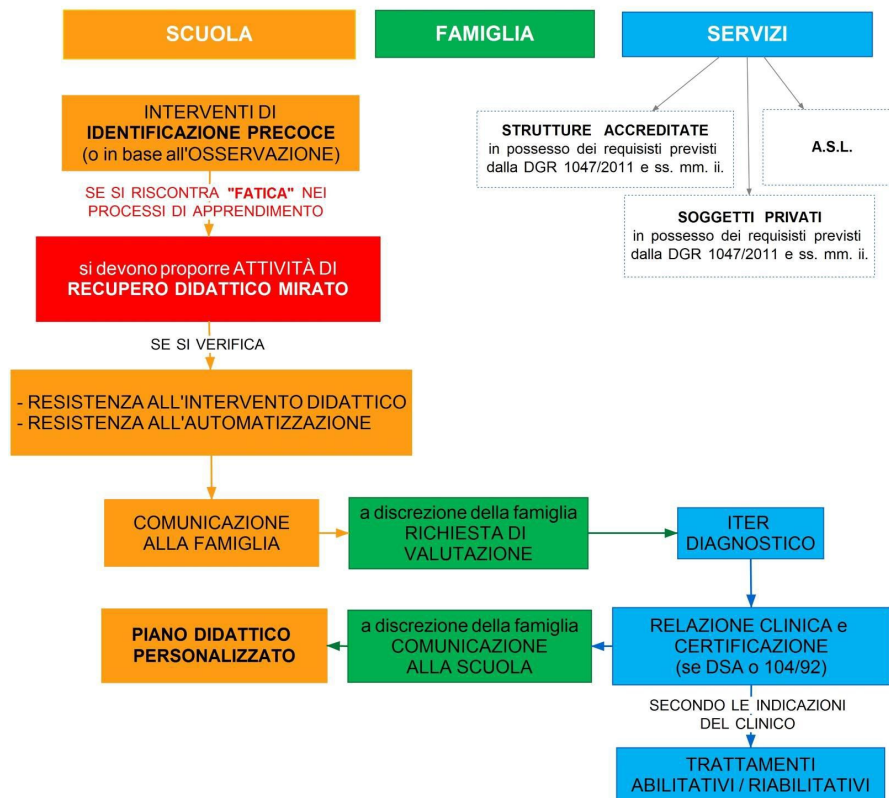 SCUOLA
FAMIGLIA
SERVIZI
INTERVENTI DI
IDENTIFICAZIONE PRECOCE
(o in base all'OSSERVAZIONE)
STRUTTURE ACCREDITATE
in possesso dei requisiti previsti
dalla DGR 1047/2011 e ss. mm. ii.
A.S.L.
SE SI RISCONTRA "FATICA" NEI
PROCESSI DI APPRENDIMENTO
SOGGETTI PRIVATI
in possesso dei requisisti previsti
dalla DGR 1047/2011 e ss. mm. ii.
si devono proporre ATTIVITÀ DI
RECUPERO DIDATTICO MIRATO
SE SI VERIFICA
- RESISTENZA ALL'INTERVENTO DIDATTICO
- RESISTENZA ALL'AUTOMATIZZAZIONE
COMUNICAZIONE
ALLA FAMIGLIA
a discrezione della famiglia
RICHIESTA DI
VALUTAZIONE
ITER
DIAGNOSTICO
PIANO DIDATTICO
PERSONALIZZATO
a discrezione della famiglia
COMUNICAZIONE
ALLA SCUOLA
RELAZIONE CLINICA e
CERTIFICAZIONE
(se DSA o 104/92)
SECONDO LE INDICAZIONI
DEL CLINICO
TRATTAMENTI
ABILITATIVI / RIABILITATIVI